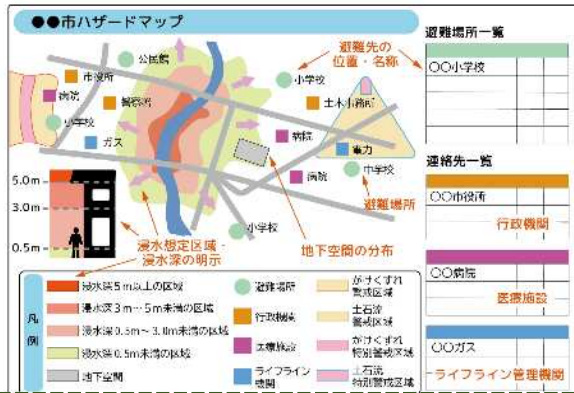 ●●市ハザードマップ
公民館
市役所
病院
警察署
小学校
ガス
避難先の
位置・名称
小学校
土木事務所
病院
電力
病院
中学校
避難場所
小学校
地下空間の分布
浸水想定区域・
浸水深の明示
5.0m
3.0m
0.5m
凡例
浸水深5m以上の区域
浸水深3m～5m未満の区域
浸水深0.5m～3.0m未満の区域
浸水深0.5m未満の区域
地下空間
避難場所
行政機関
医療施設
ライフライン
機関
がけくずれ
警戒区域
土石流
警戒区域
がけくずれ
特別警戒区域
土石流
特別警戒区域
避難場所一覧
○○小学校
連絡先一覧
○○市役所
行政機関
○○病院
医療施設
○○ガス
ライフライン管理機関